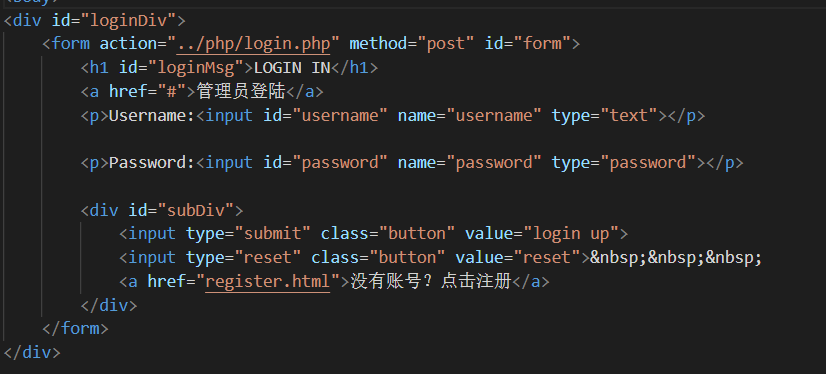 <body>
<div id="loginDiv">
<form action="../php/login.php" method="post" id="form">
<h1 id="loginMsg">LOGIN IN</h1>
<a href="#">管理员登陆</a>
<p>Username:<input id="username" name="username" type="text"></p>
<p>Password:<input id="password" name="password" type="password"></p>
<div id="subDiv">
<input type="submit" class="button" value="login up">
<input type="reset" class="button" value="reset">&nbsp;&nbsp;&nbsp;
<a href="register.html">没有账号？点击注册</a>
</div>
</form>
</div>